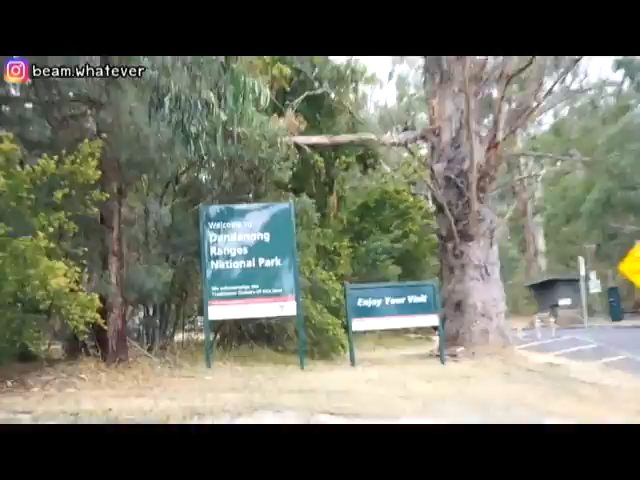 beam.whatever
Welcome to
Dandenong
Ranges
National Park
We acknowledge the
Traditional Owners of this land
Enjoy Your Visit